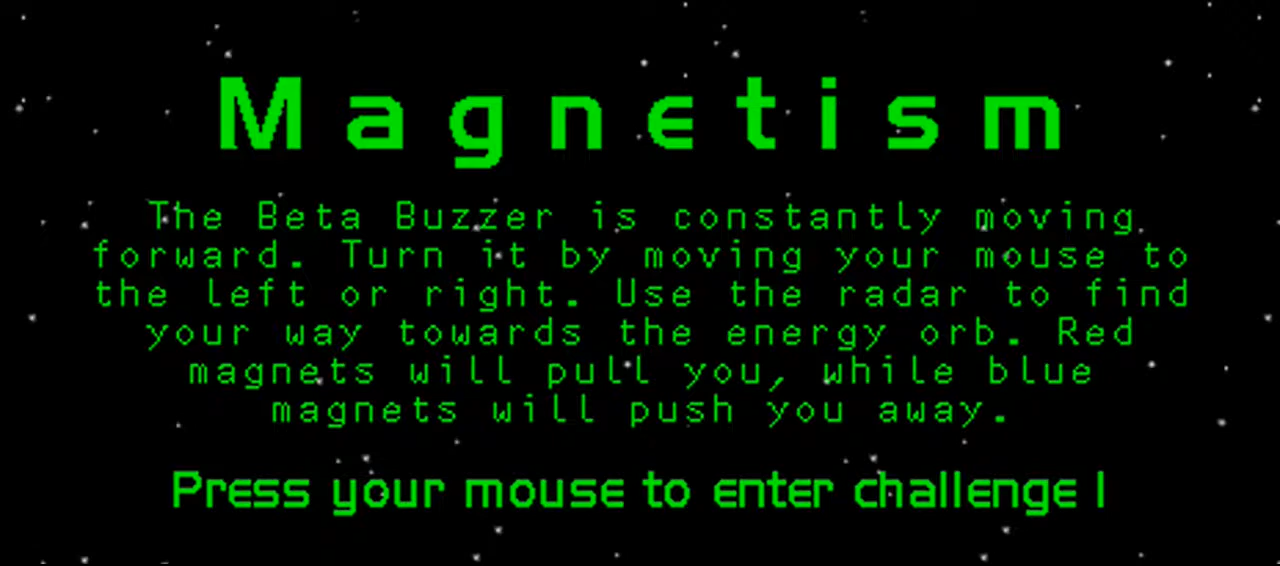 Magnetism
The Beta Buzzer is constantly moving
forward. Turn it by moving your mouse to
the left or right. Use the radar to find
your way towards the energy orb. Red
magnets will pull you, while blue
magnets will push you away.
Press your mouse to enter challenge 1